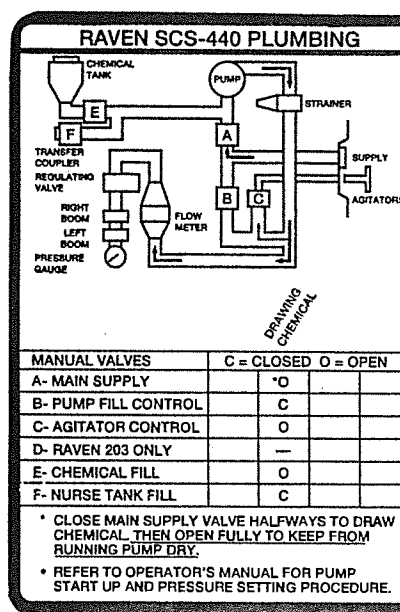 RAVEN SCS-440 PLUMBING
CHEMICAL
TANK
PUMP
E
STRAINER
F
A
TRANSFER
COUPLER
SUPPLY
REGULATING
VALVE
B
C
AGITATORS
RIGHT
BOOM
FLOW
METER
LEFT
BOOM
PRESSURE
GAUGE
DRAWING
CHEMICAL
MANUAL VALVES C = CLOSED O = OPEN
A- MAIN SUPPLY *O
B- PUMP FILL CONTROL C
C- AGITATOR CONTROL O
D- RAVEN 203 ONLY —
E- CHEMICAL FILL O
F- NURSE TANK FILL C
* CLOSE MAIN SUPPLY VALVE HALFWAYS TO DRAW
CHEMICAL, THEN OPEN FULLY TO KEEP FROM
RUNNING PUMP DRY.
• REFER TO OPERATOR'S MANUAL FOR PUMP
START UP AND PRESSURE SETTING PROCEDURE.